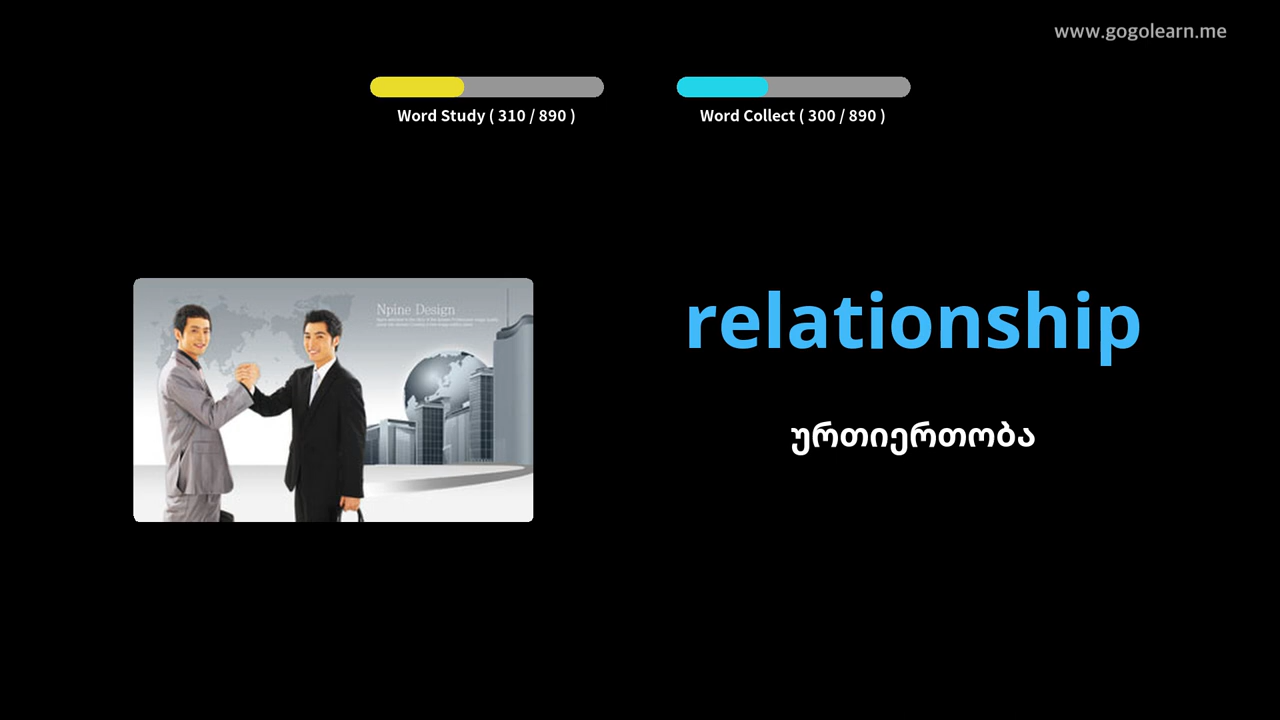 www.gogolearn.me
Word Study ( 310 / 890 )
Word Collect ( 300 / 890 )
Npine Design
relationship
ურთიერთობა